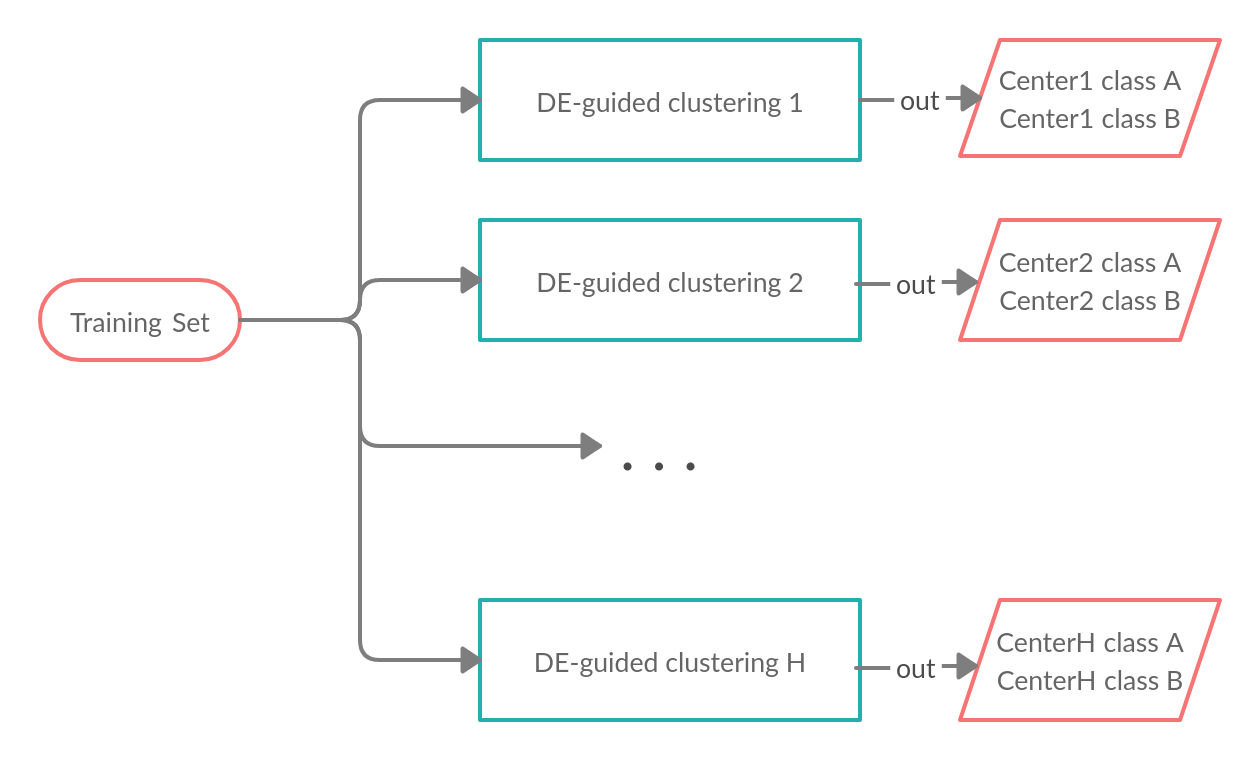 DE-guided clustering 1
out
Center1 class A
Center1 class B
DE-guided clustering 2
out
Center2 class A
Center2 class B
Training Set
. . .
DE-guided clustering H
out
CenterH class A
CenterH class B